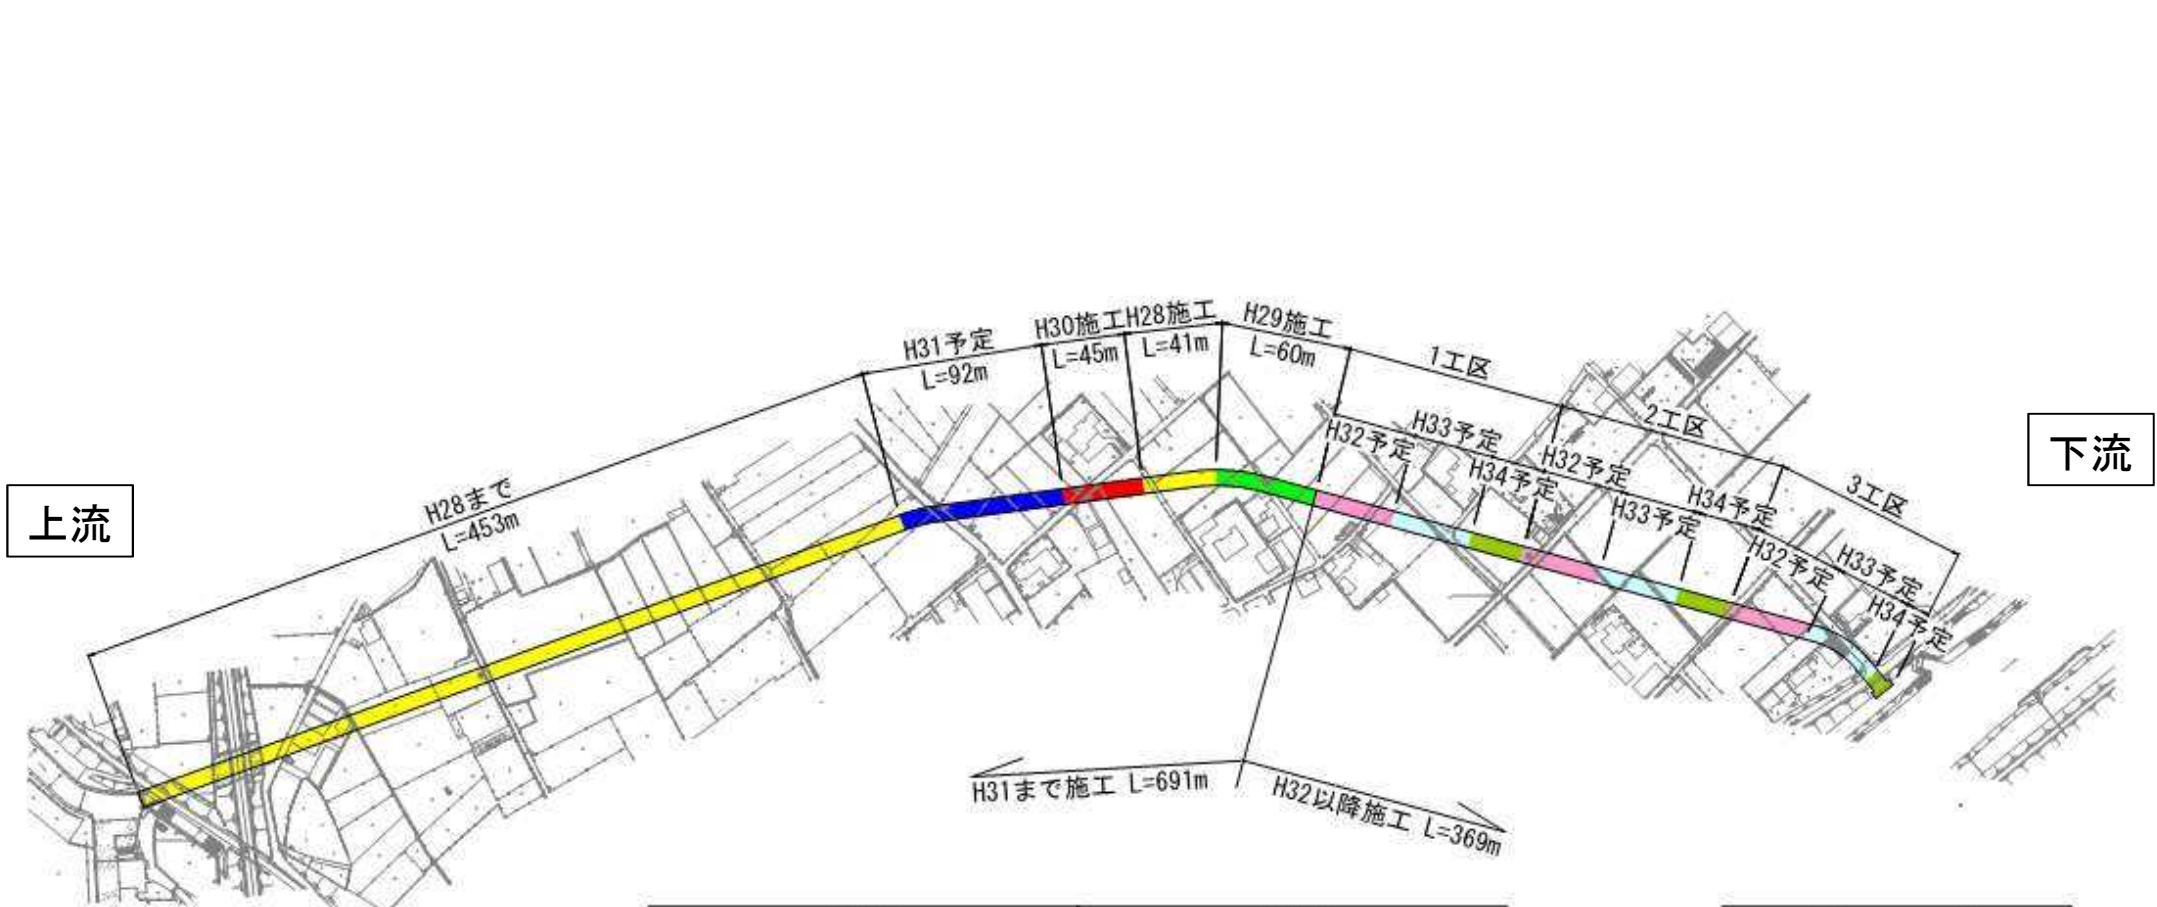 上流
H28まで
L=453m
H31予定
L=92m
H30施工
L=45m
H28施工
L=41m
H29施工
L=60m
1工区
H32予定
H33予定
H34予定
2工区
H32予定
H33予定
H34予定
3工区
H32予定
H33予定
H34予定
下流
H31まで施工 L=691m
H32以降施工 L=369m